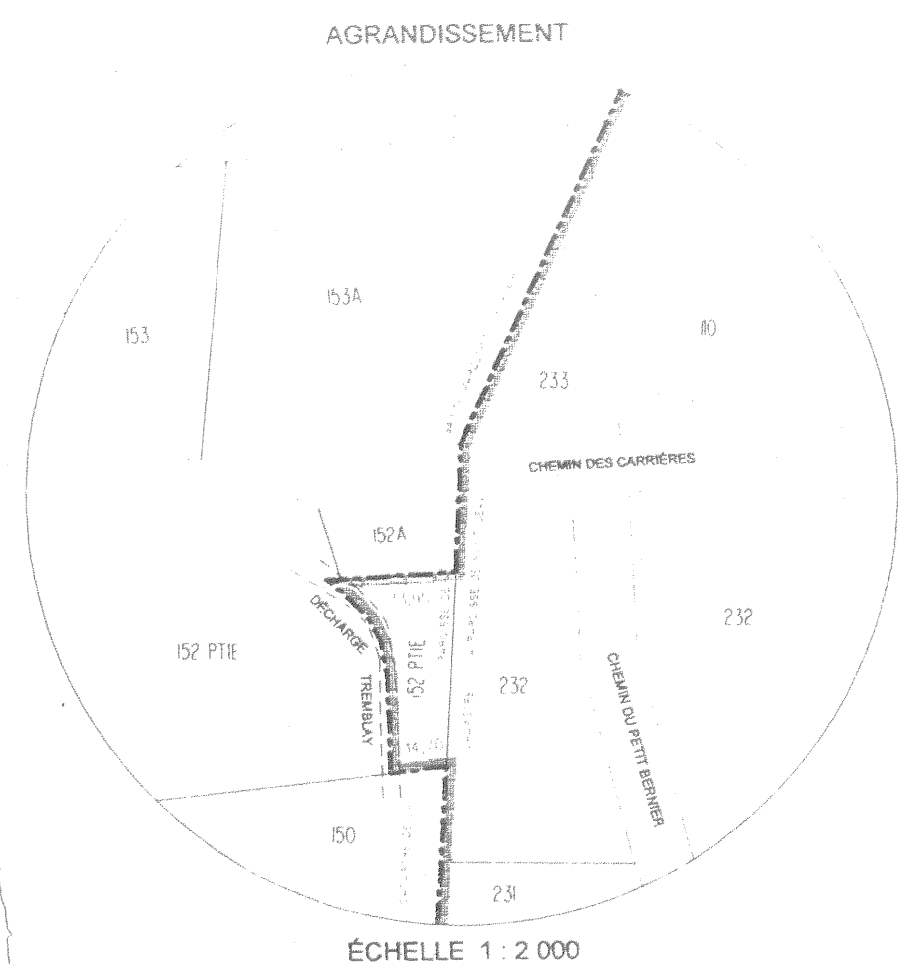 AGRANDISSEMENT
153A
153
110
233
CHEMIN DES CARRIÈRES
152A
DÉCHARGE
TREMBLAY
152 PTIE
152 PTIE
232
232
CHEMIN DU PETIT BERNIER
150
231
ÉCHELLE 1 : 2 000